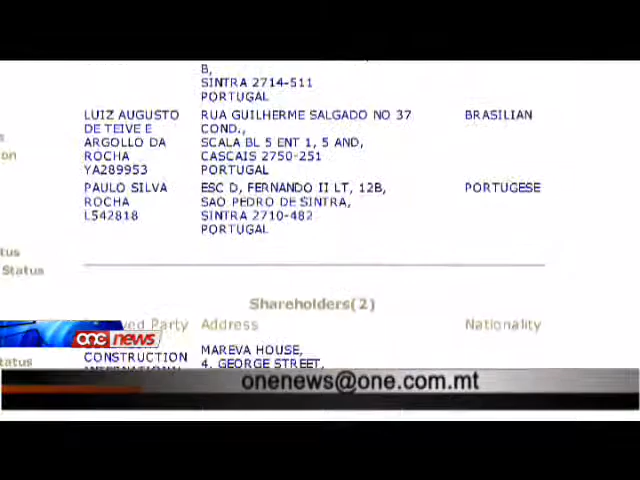 B,
SINTRA 2714-511
PORTUGAL
LUIZ AUGUSTO RUA GUILHERME SALGADO NO 37 BRASILIAN
DE TEIVE E COND.,
ARGOLLO DA SCALA BL 5 ENT 1, 5 AND,
ROCHA CASCAIS 2750-251
YA289953 PORTUGAL
PAULO SILVA ESC D, FERNANDO II LT, 12B, PORTUGESE
ROCHA SAO PEDRO DE SINTRA,
L542818 SINTRA 2710-482
PORTUGAL
Status
Shareholders(2)
Party Address Nationality
one news
CONSTRUCTION MAREVA HOUSE,
4, GEORGE STREET,
onenews@one.com.mt